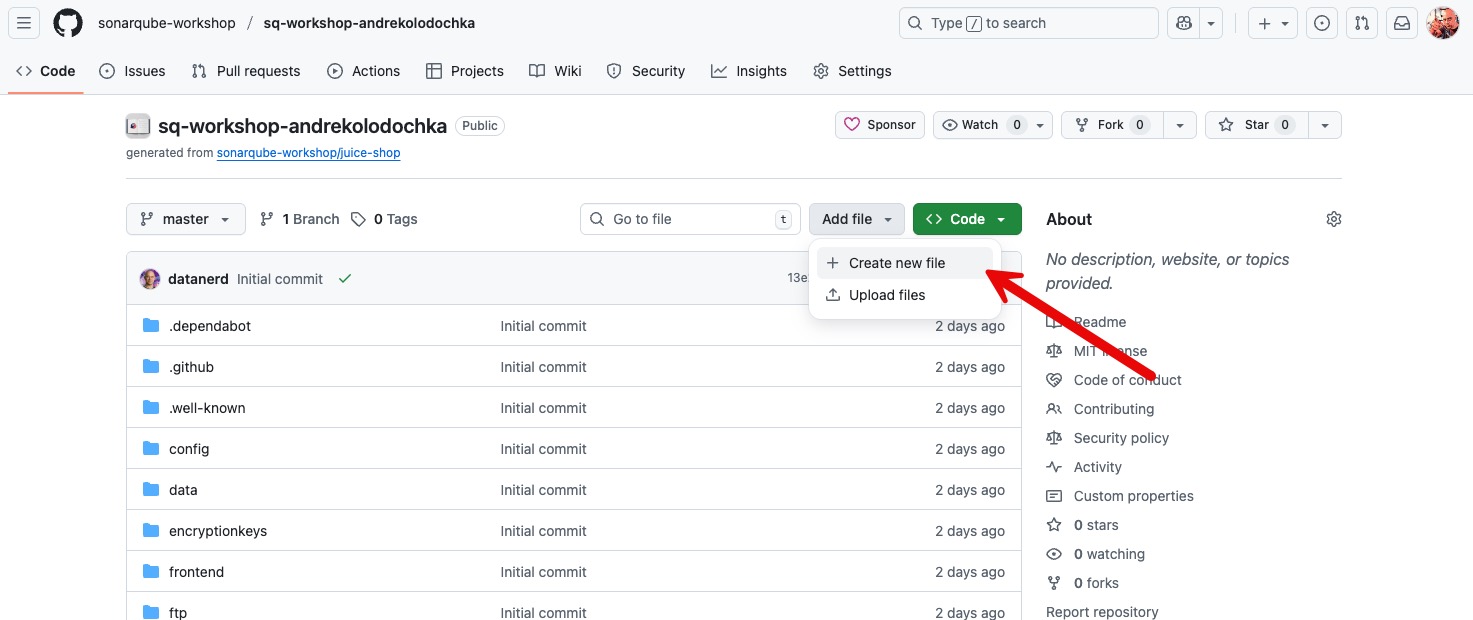 sonarqube-workshop / sq-workshop-andrekolodochka
Type / to search
Code Issues Pull requests Actions Projects Wiki Security Insights Settings
sq-workshop-andrekolodochka Public
Sponsor Watch 0 Fork 0 Star 0
generated from sonarqube-workshop/juice-shop
master 1 Branch 0 Tags Go to file t Add file Code
Create new file
Upload files
datanerd Initial commit 13e
.dependabot Initial commit 2 days ago
.github Initial commit 2 days ago
.well-known Initial commit 2 days ago
config Initial commit 2 days ago
data Initial commit 2 days ago
encryptionkeys Initial commit 2 days ago
frontend Initial commit 2 days ago
ftp Initial commit 2 days ago
About
No description, website, or topics
provided.
Readme
MIT license
Code of conduct
Contributing
Security policy
Activity
Custom properties
0 stars
0 watching
0 forks
Report repository